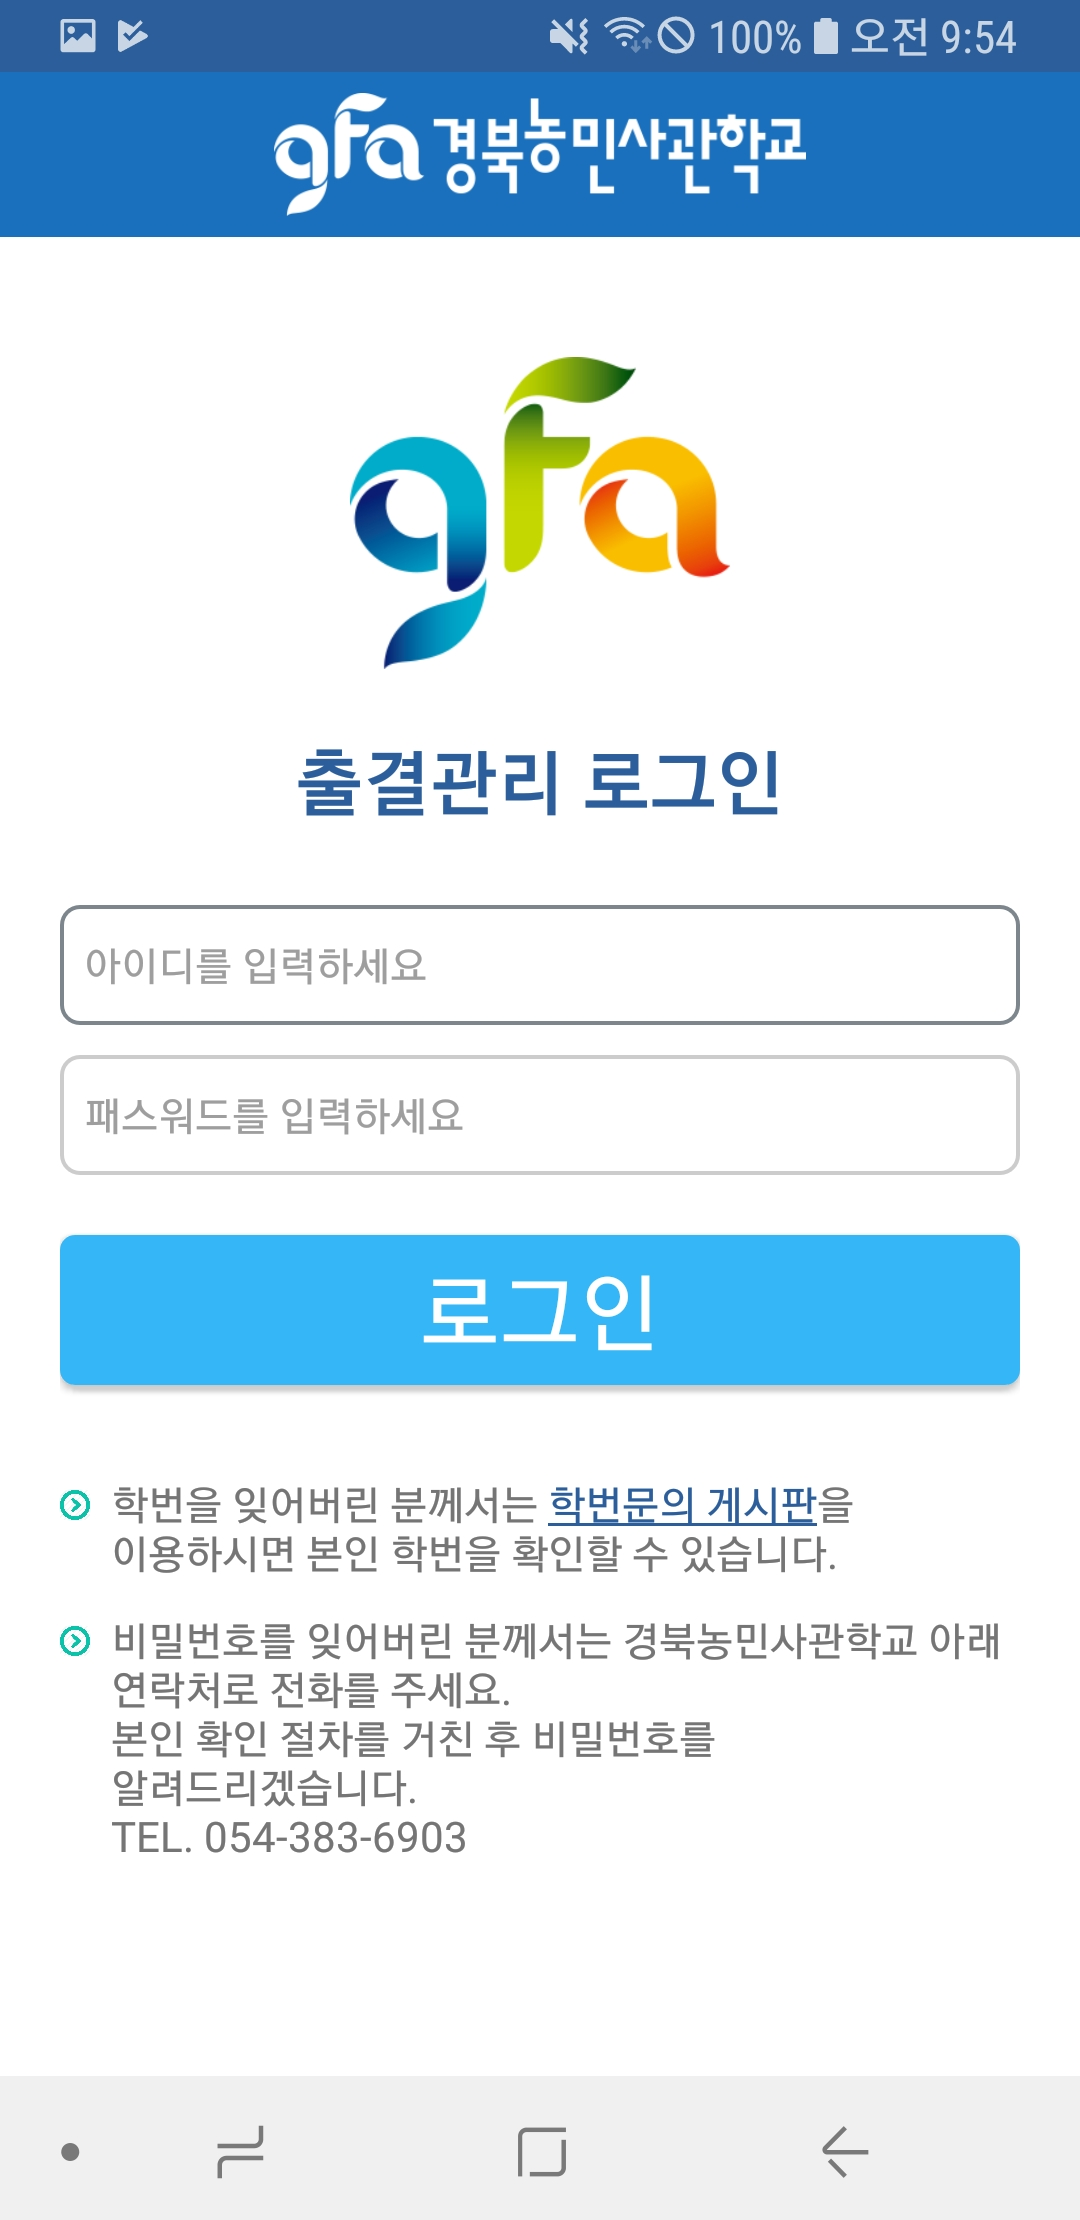 100% 오전 9:54
gfa 경북농민사관학교
gfa
출결관리 로그인
아이디를 입력하세요
패스워드를 입력하세요
로그인
학번을 잊어버린 분께서는 학번문의 게시판을
이용하시면 본인 학번을 확인할 수 있습니다.
비밀번호를 잊어버린 분께서는 경북농민사관학교 아래
연락처로 전화를 주세요.
본인 확인 절차를 거친 후 비밀번호를
알려드리겠습니다.
TEL. 054-383-6903